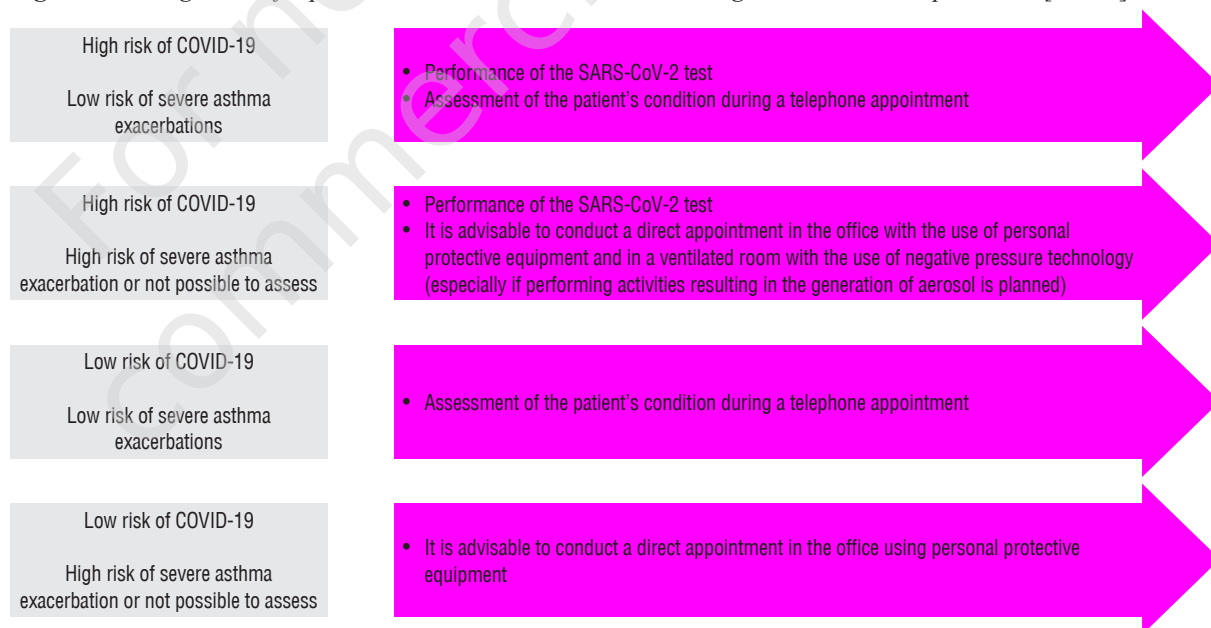 High risk of COVID-19
Low risk of severe asthma
exacerbations
• Performance of the SARS-CoV-2 test
• Assessment of the patient's condition during a telephone appointment
High risk of COVID-19
High risk of severe asthma
exacerbation or not possible to assess
• Performance of the SARS-CoV-2 test
• It is advisable to conduct a direct appointment in the office with the use of personal
protective equipment and in a ventilated room with the use of negative pressure technology
(especially if performing activities resulting in the generation of aerosol is planned)
Low risk of COVID-19
Low risk of severe asthma
exacerbations
• Assessment of the patient's condition during a telephone appointment
Low risk of COVID-19
High risk of severe asthma
exacerbation or not possible to assess
• It is advisable to conduct a direct appointment in the office using personal protective
equipment
For